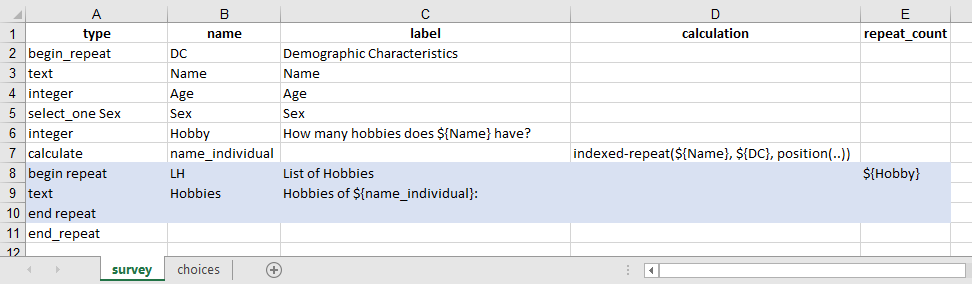 A B C D E
1 type name label calculation repeat_count
2 begin_repeat DC Demographic Characteristics
3 text Name Name
4 integer Age Age
5 select_one Sex Sex Sex
6 integer Hobby How many hobbies does ${Name} have?
7 calculate name_individual indexed-repeat(${Name}, ${DC}, position(..))
8 begin repeat LH List of Hobbies ${Hobby}
9 text Hobbies Hobbies of ${name_individual}:
10 end repeat
11 end_repeat
12
survey choices